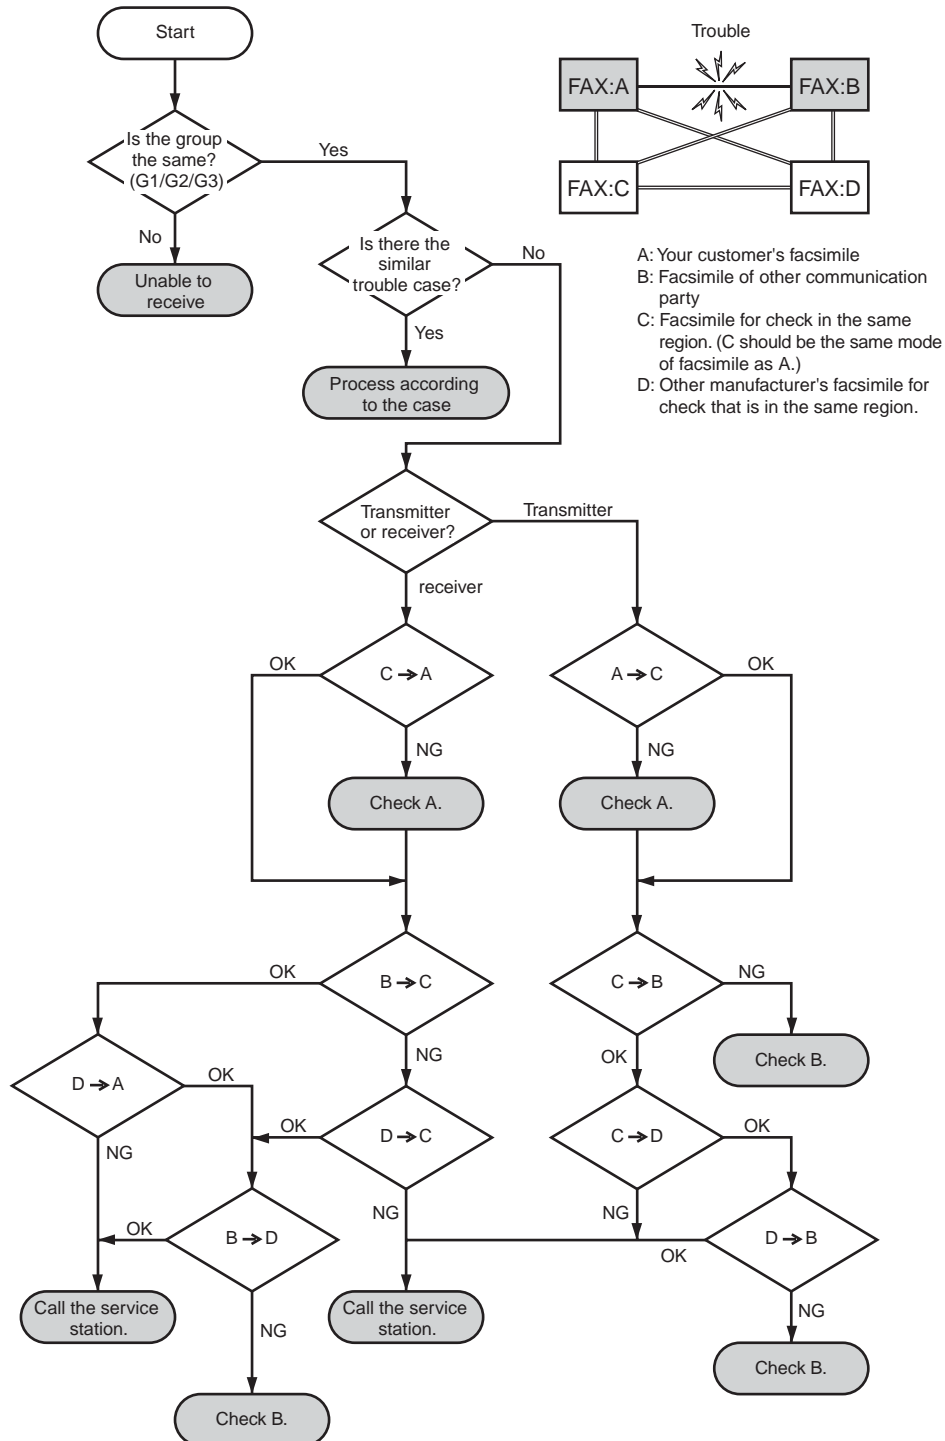 Start
Trouble
FAX:A
FAX:B
Is the group
the same?
(G1/G2/G3)
Yes
FAX:C
FAX:D
No
Is there the
similar
trouble case?
No
Unable to
receive
A: Your customer's facsimile
B: Facsimile of other communication
party
C: Facsimile for check in the same
region. (C should be the same mode
of facsimile as A.)
D: Other manufacturer's facsimile for
check that is in the same region.
Yes
Process according
to the case
Transmitter
or receiver?
Transmitter
receiver
OK
C → A
A → C
OK
NG
NG
Check A.
Check A.
OK
B → C
C → B
NG
NG
OK
Check B.
D → A
OK
OK
D → C
C → D
OK
NG
NG
NG
OK
B → D
OK
D → B
Call the service
station.
Call the service
station.
NG
NG
Check B.
Check B.